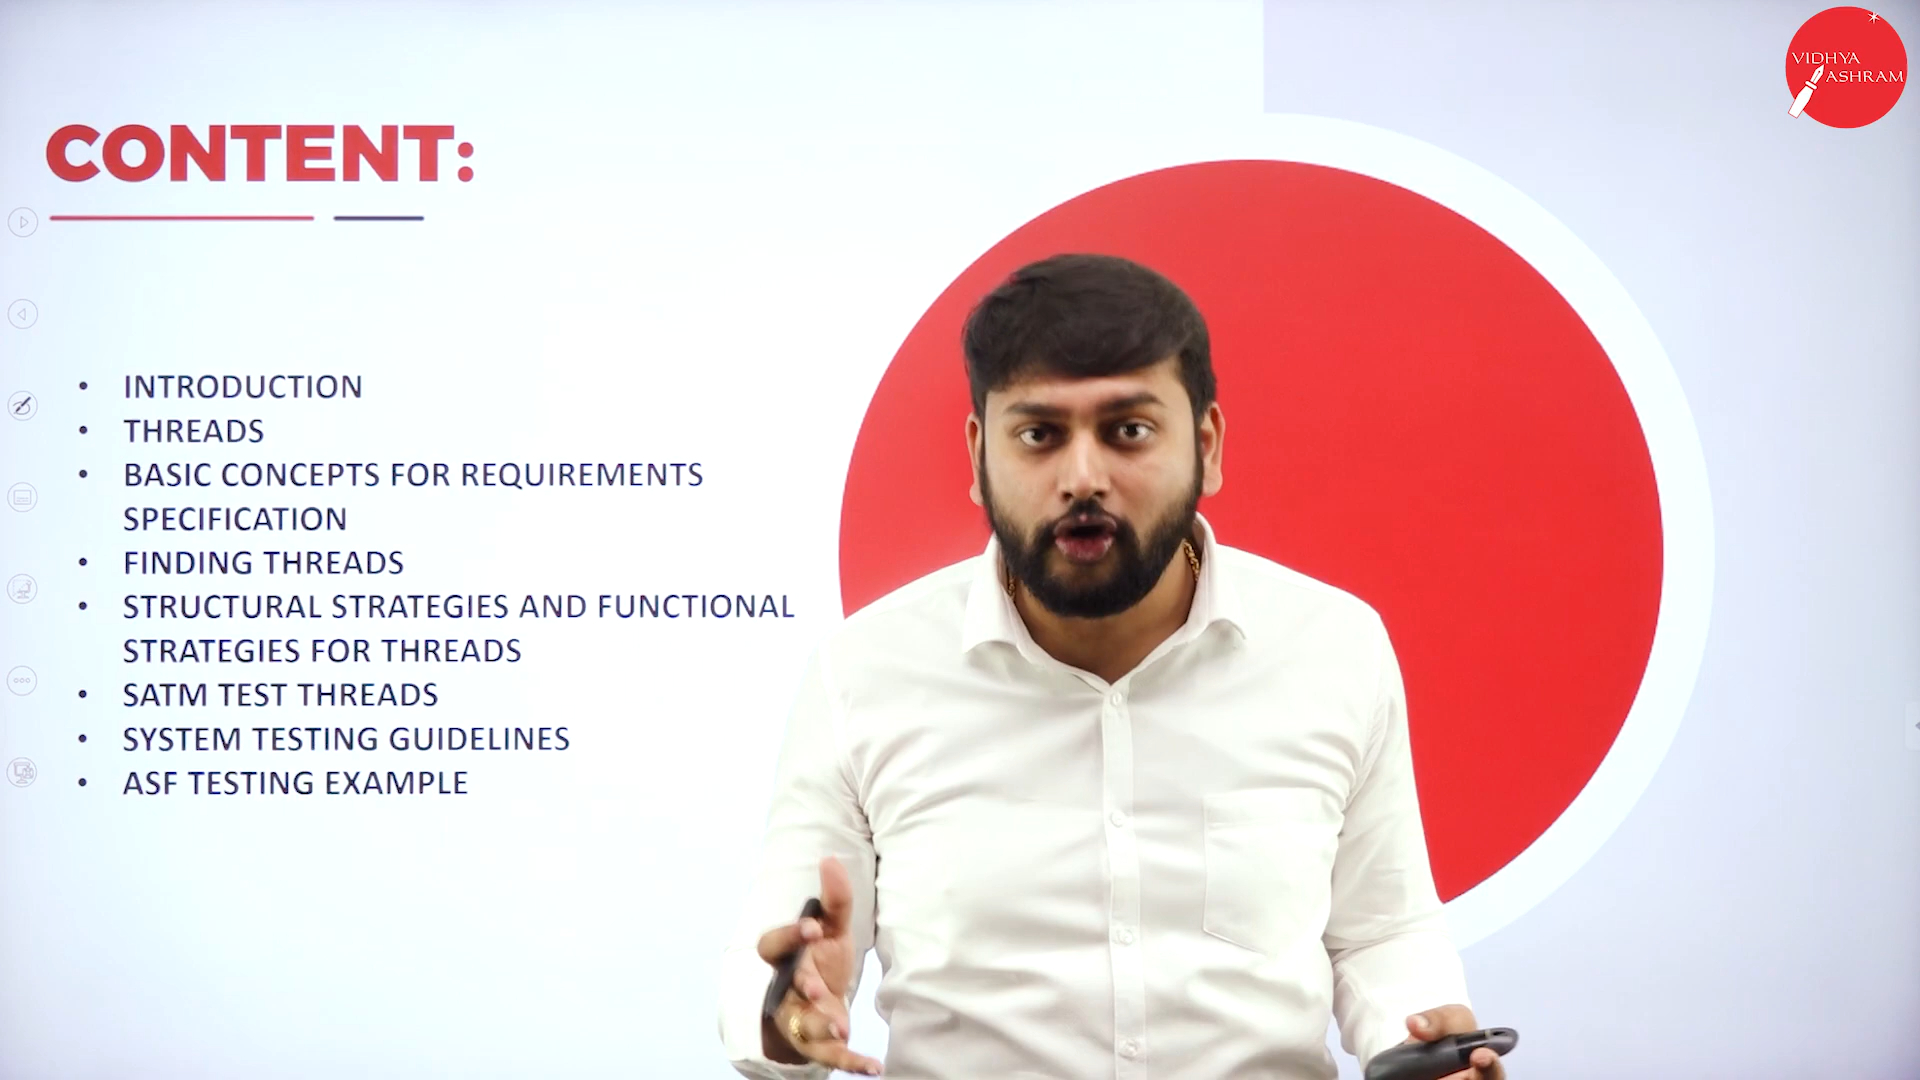 VIDHYA
ASHRAM
CONTENT:
• INTRODUCTION
• THREADS
• BASIC CONCEPTS FOR REQUIREMENTS
SPECIFICATION
• FINDING THREADS
• STRUCTURAL STRATEGIES AND FUNCTIONAL
STRATEGIES FOR THREADS
• SATM TEST THREADS
• SYSTEM TESTING GUIDELINES
• ASF TESTING EXAMPLE